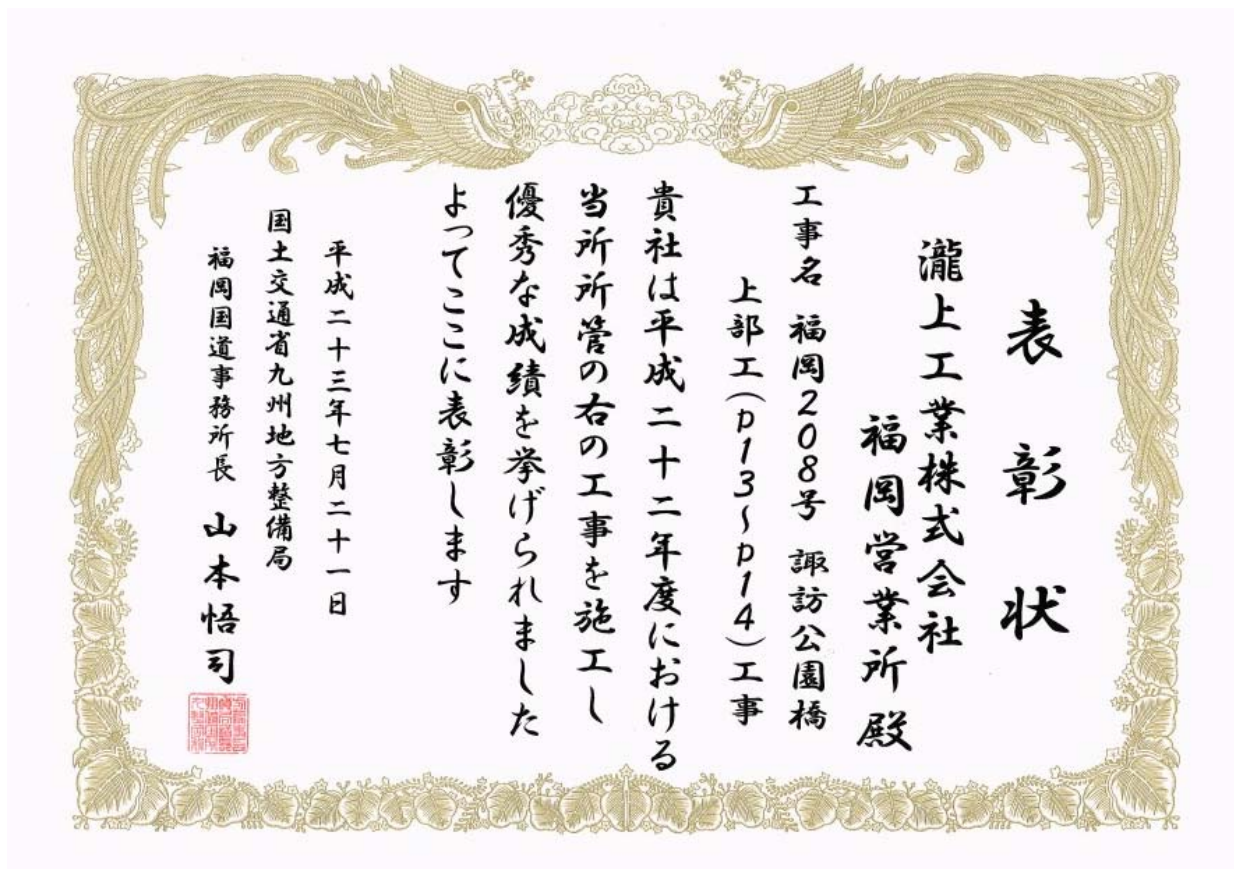 表彰状
瀧上工業株式会社
福岡営業所殿
工事名 福岡208号 諏訪公園橋
上部工(p13~p14)工事
貴社は平成二十二年度における
当所所管の右の工事を施工し
優秀な成績を挙げられました
よってここに表彰します
平成二十三年七月二十一日
国土交通省九州地方整備局
福岡国道事務所長 山本悟司